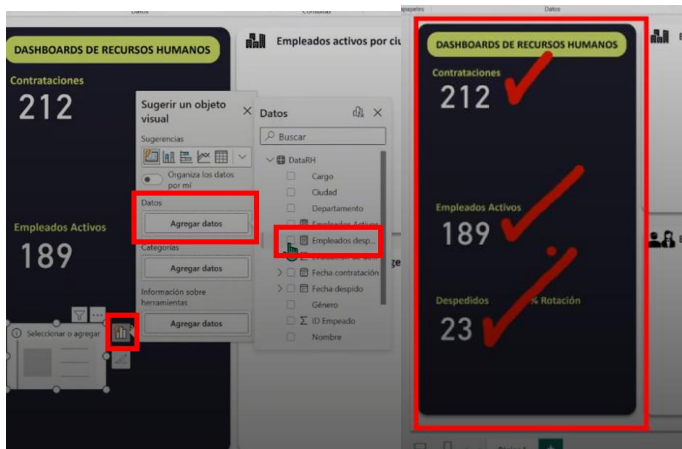 Datos
DASHBOARDS DE RECURSOS HUMANOS
Contrataciones
212
Empleados Activos
189
Seleccionar o agregar
Empleados activos por ciu
Sugerir un objeto
visual
Sugerencias
Organiza los datos
por mí
Datos
Agregar datos
Categorías
Agregar datos
Información sobre
herramientas
Agregar datos
Datos
Buscar
DataRH
Cargo
Ciudad
Departamento
Empleados Activos
Empleados desp...
Fecha contratación
Fecha despido
Género
ID Empeado
Nombre
Datos
DASHBOARDS DE RECURSOS HUMANOS
Contrataciones
212
Empleados Activos
189
Despedidos
% Rotación
23